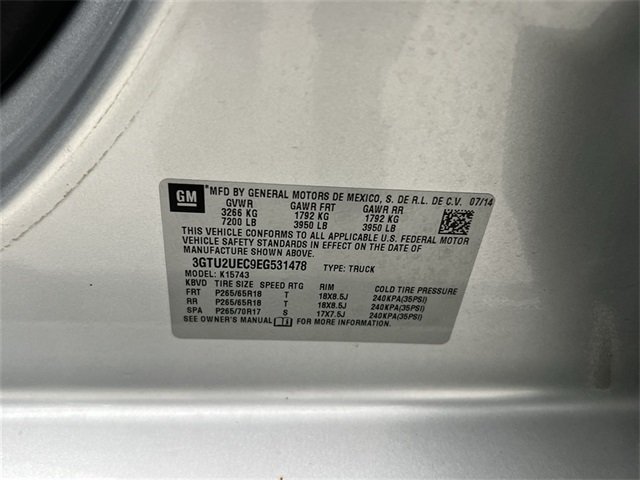 GM *MFD BY GENERAL MOTORS DE MEXICO, S. DE R.L. DE C.V. 07/14
GVWR GAWR FRT GAWR RR
3266 KG 1792 KG 1792 KG
7200 LB 3950 LB 3950 LB
THIS VEHICLE CONFORMS TO ALL APPLICABLE U.S. FEDERAL MOTOR
VEHICLE SAFETY STANDARDS IN EFFECT ON THE DATE
OF MANUFACTURE SHOWN ABOVE.
3GTU2UEC9EG531478 TYPE: TRUCK
MODEL: K15743
KBVD TIRE SIZE SPEED RTG RIM COLD TIRE PRESSURE
FRT P265/65R18 T 18X8.5J 240KPA(35PSI)
RR P265/65R18 T 18X8.5J 240KPA(35PSI)
SPA P265/70R17 S 17X7.5J 240KPA(35PSI)
SEE OWNER'S MANUAL i FOR MORE INFORMATION.